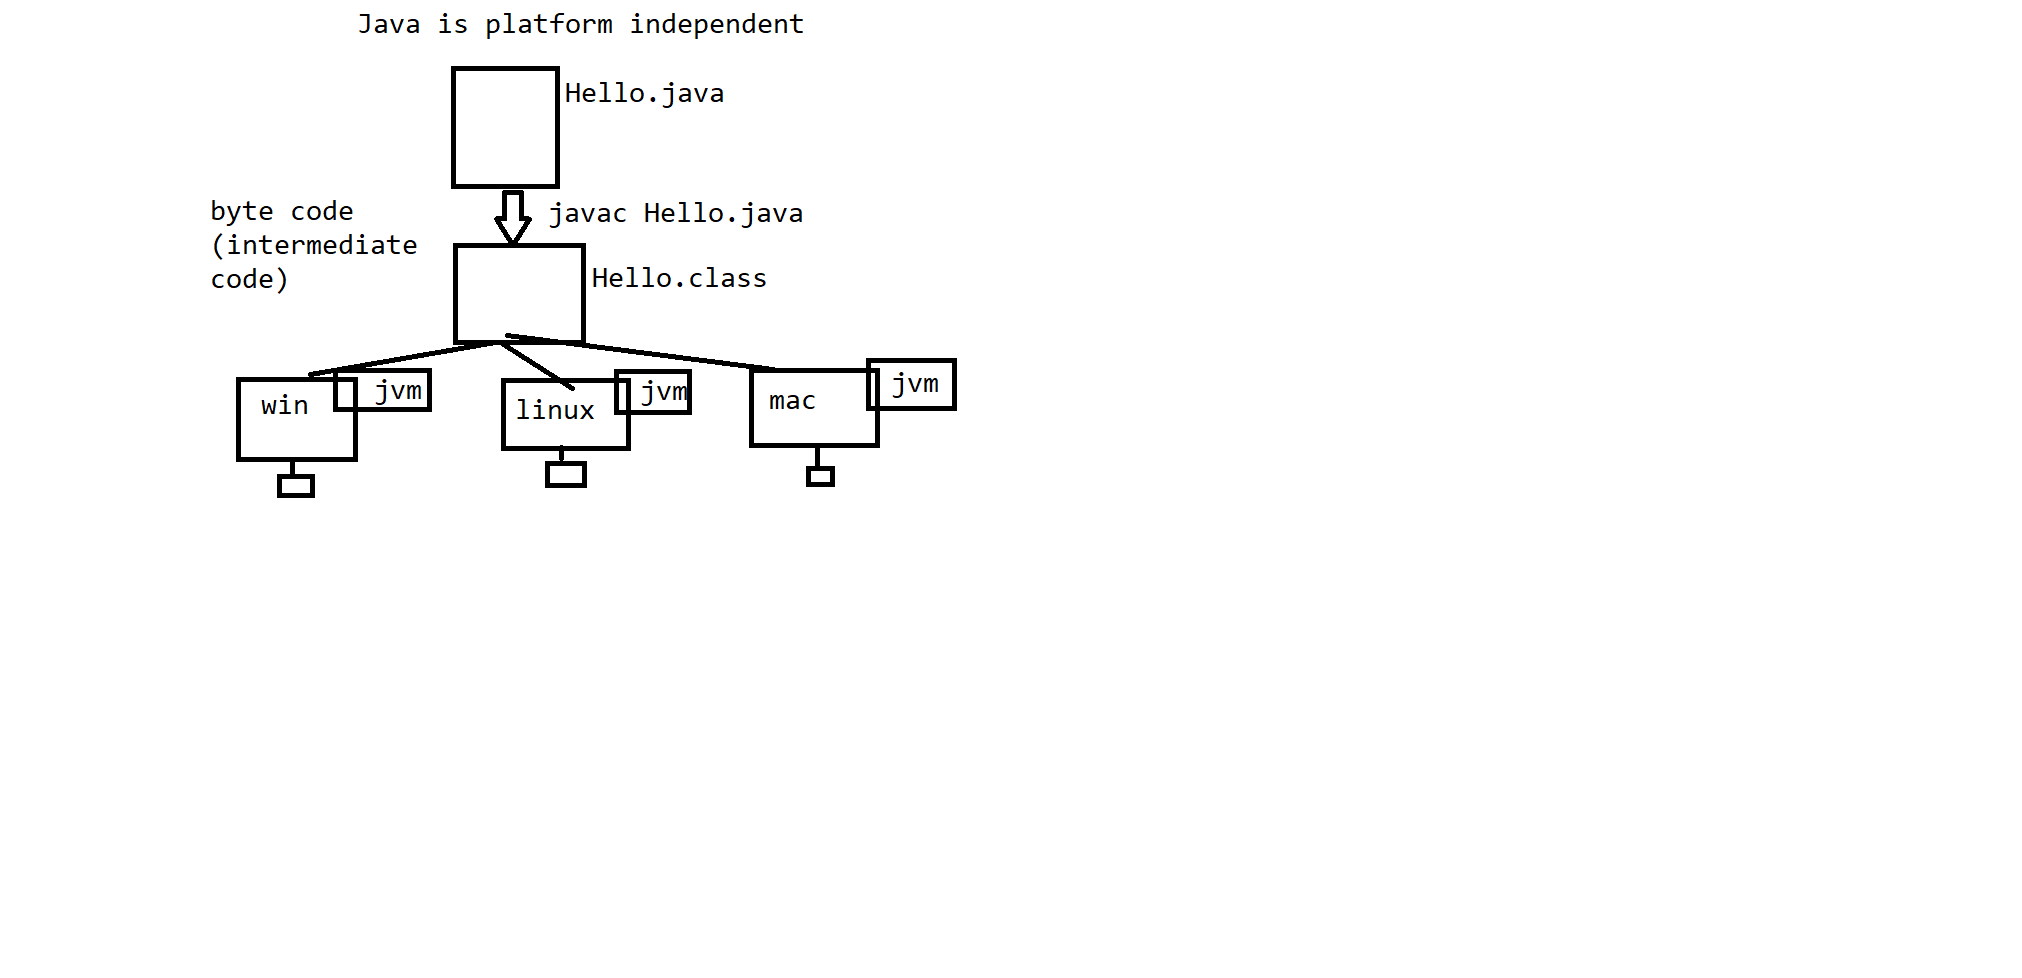 Java is platform independent
Hello.java
byte code
(intermediate
code)
javac Hello.java
Hello.class
win
jvm
linux
jvm
mac
jvm